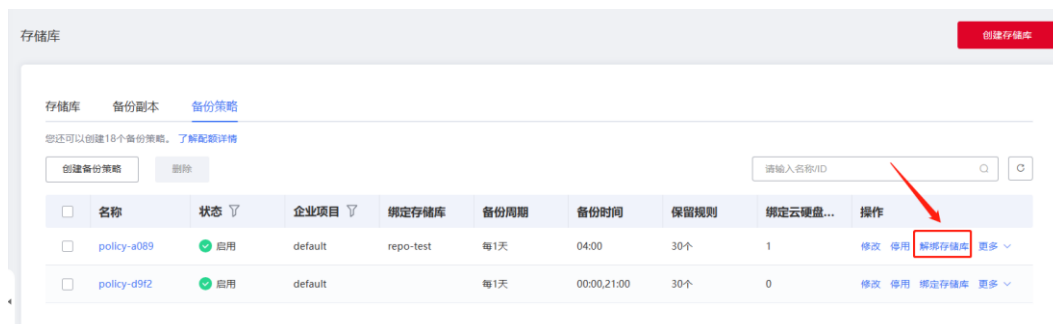 存储库 创建存储库
存储库 备份副本 备份策略
您还可以创建18个备份策略。 了解配额详情
创建备份策略 删除 请输入名称/ID
名称 状态 企业项目 绑定存储库 备份周期 备份时间 保留规则 绑定云硬盘... 操作
policy-a089 启用 default repo-test 每1天 04:00 30个 1 修改 停用 解绑存储库 更多
policy-d9f2 启用 default 每1天 00:00,21:00 30个 0 修改 停用 绑定存储库 更多